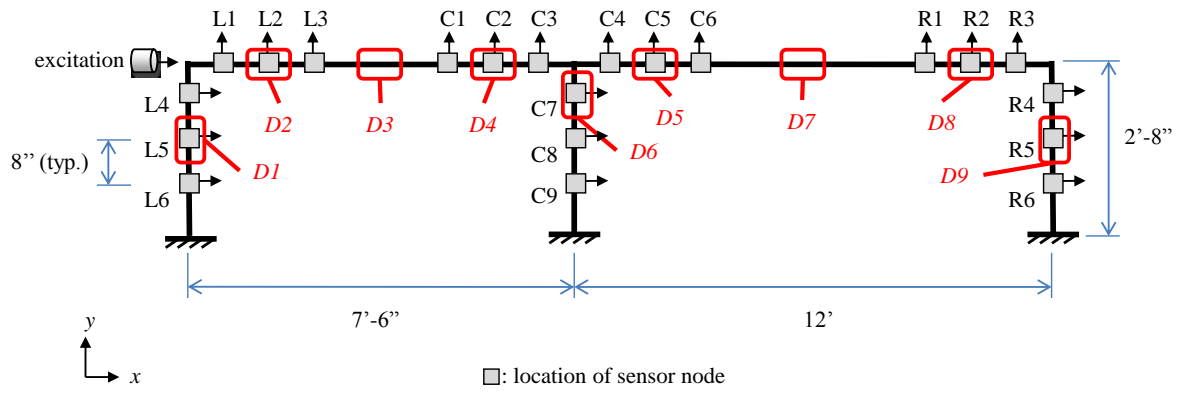 L1 L2 L3 C1 C2 C3 C4 C5 C6 R1 R2 R3
excitation
L4 C7 R4
D2 D3 D4 D5 D7 D8
L5 C8 R5
D1 D6 D9
8” (typ.)
2’-8”
L6 C9 R6
7’-6” 12’
y
x
: location of sensor node